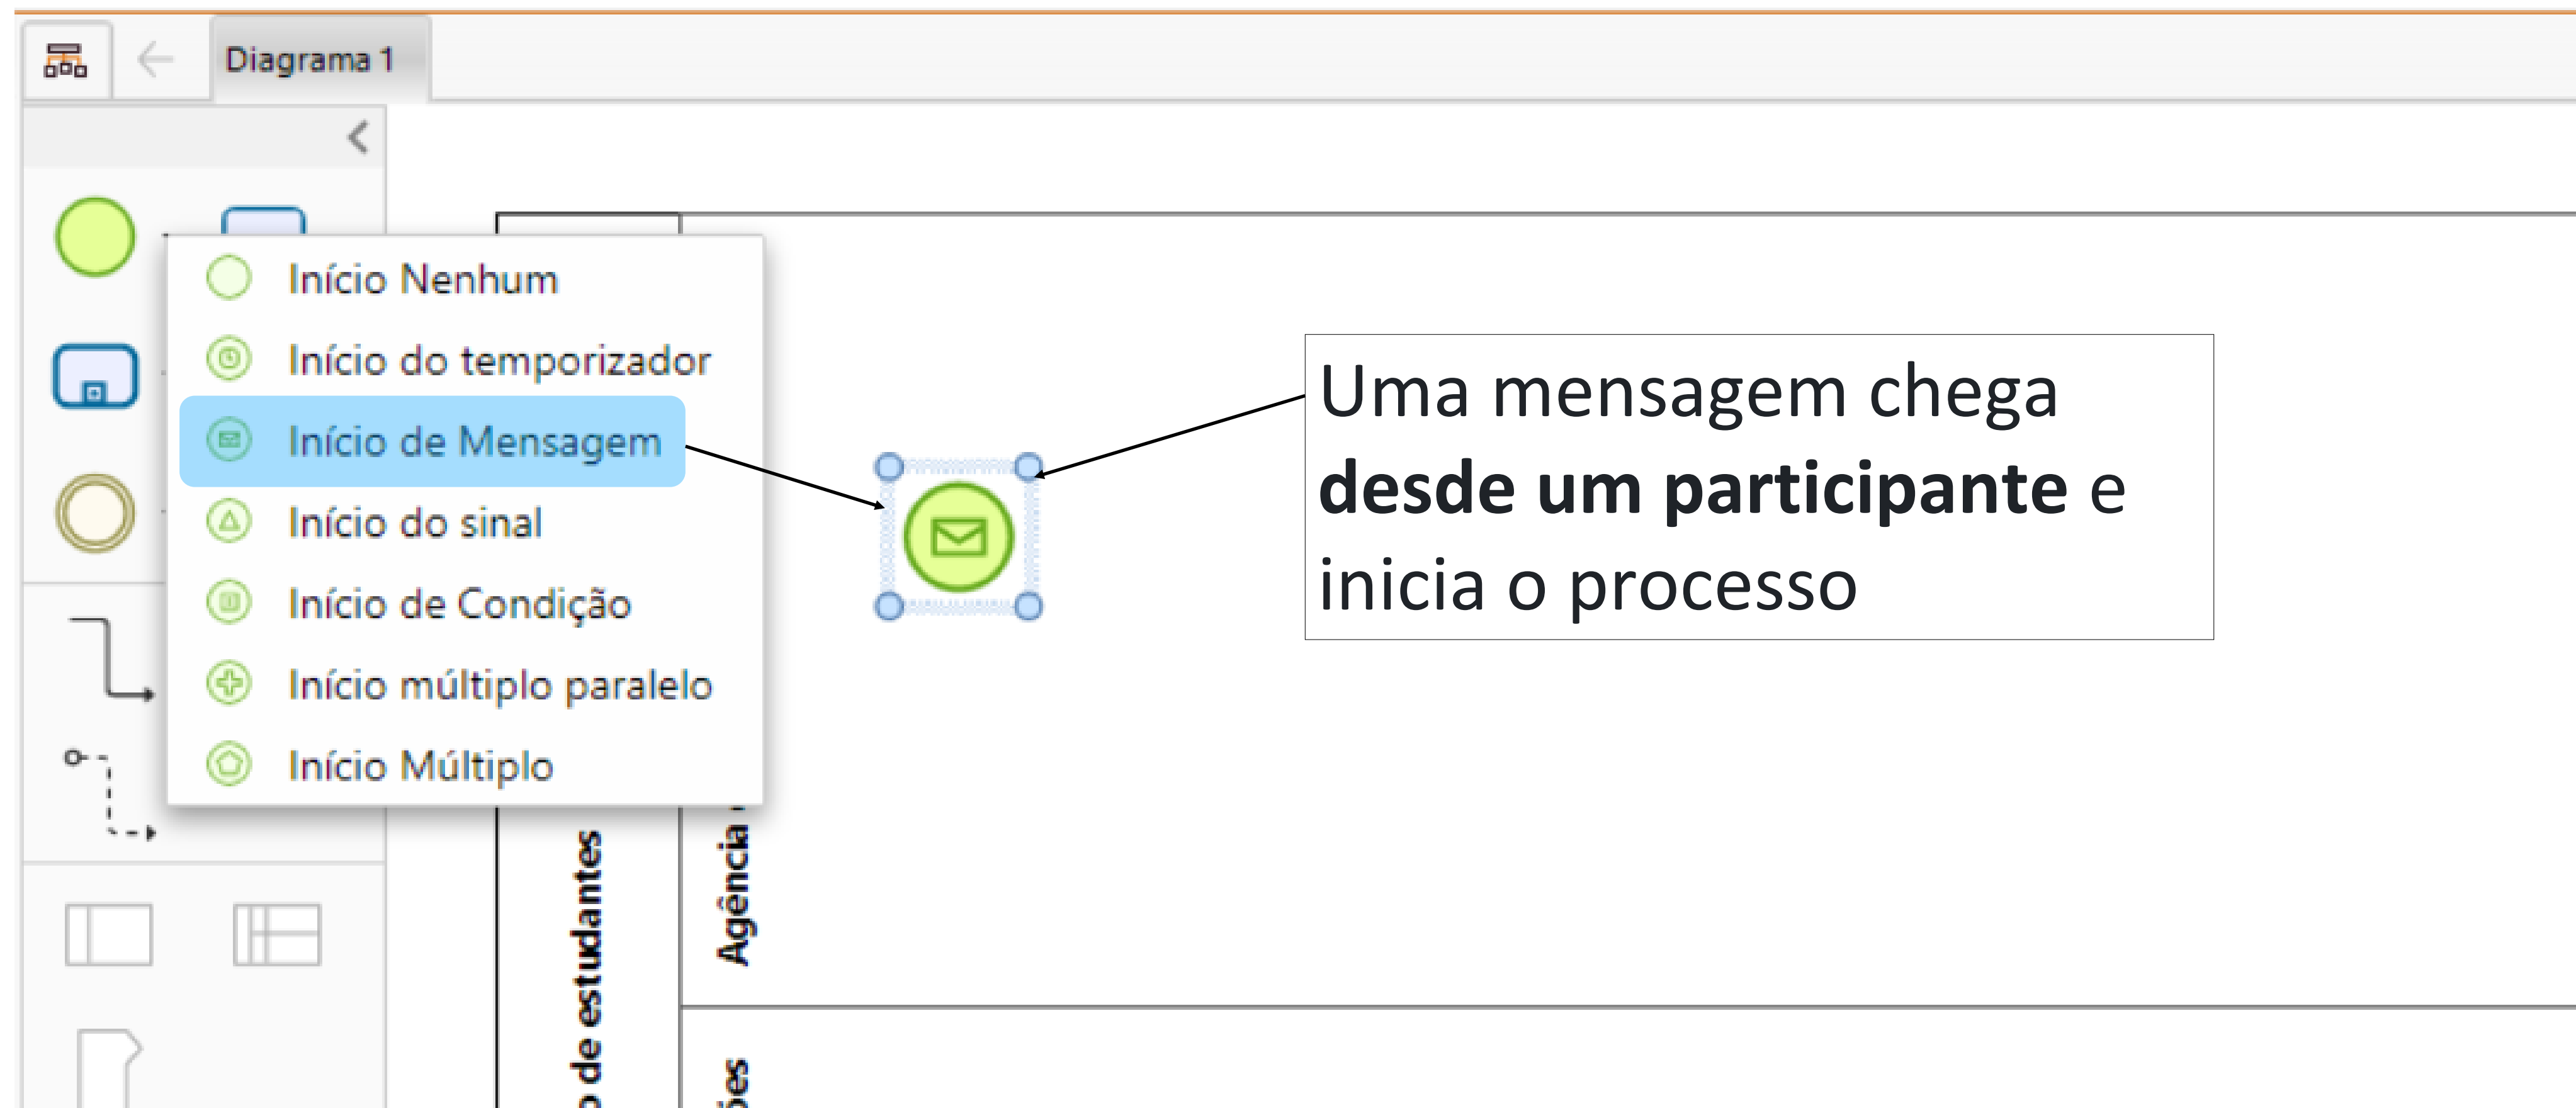 Diagrama 1
Início Nenhum
Início do temporizador
Início de Mensagem
Início do sinal
Início de Condição
Início múltiplo paralelo
Início Múltiplo
Uma mensagem chega
desde um participante e
inicia o processo
de estudantes
Agência